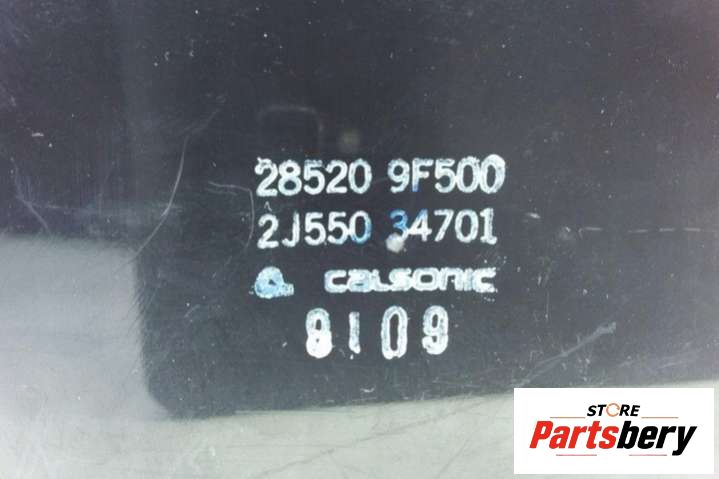 28520 9F500
2J550 34701
CALSONIC
8109
STORE
Partsbery